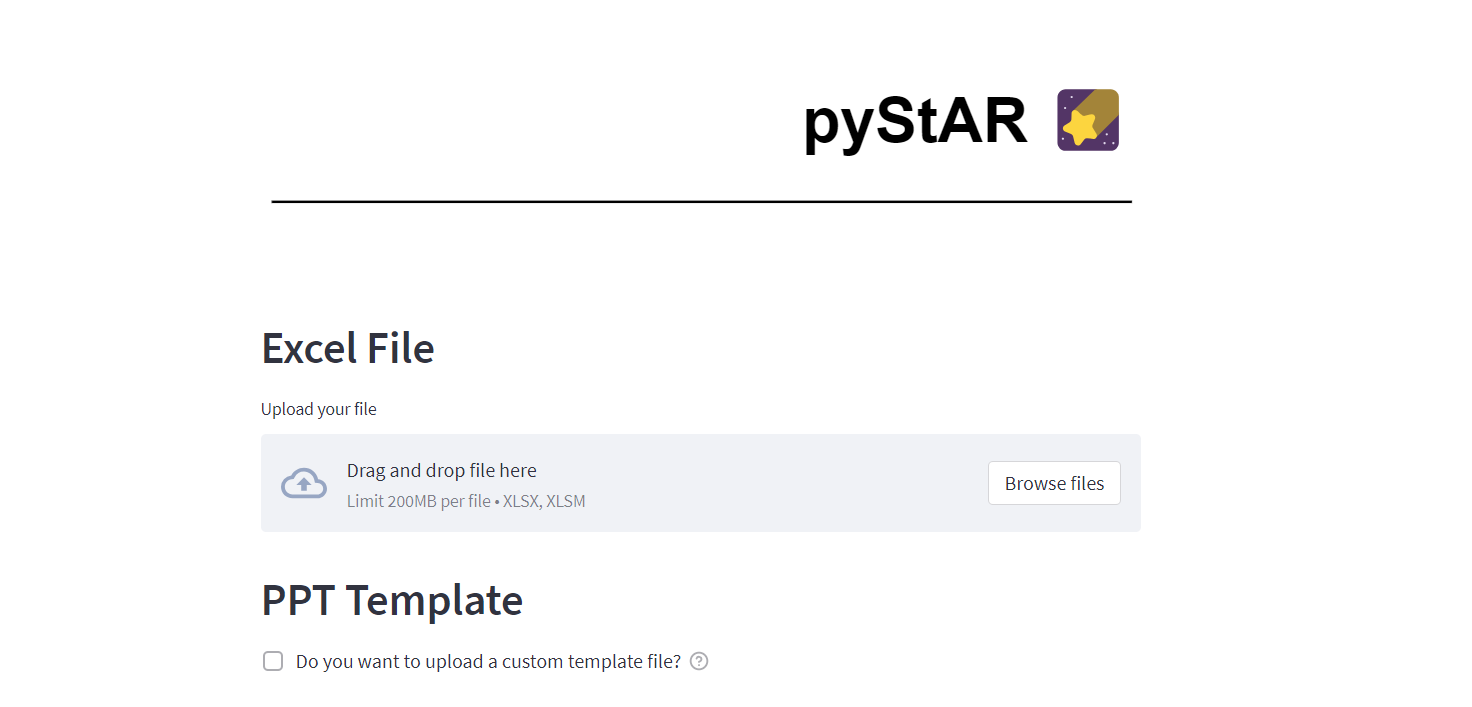 pyStAR
Excel File
Upload your file
Drag and drop file here
Limit 200MB per file • XLSX, XLSM
Browse files
PPT Template
Do you want to upload a custom template file?